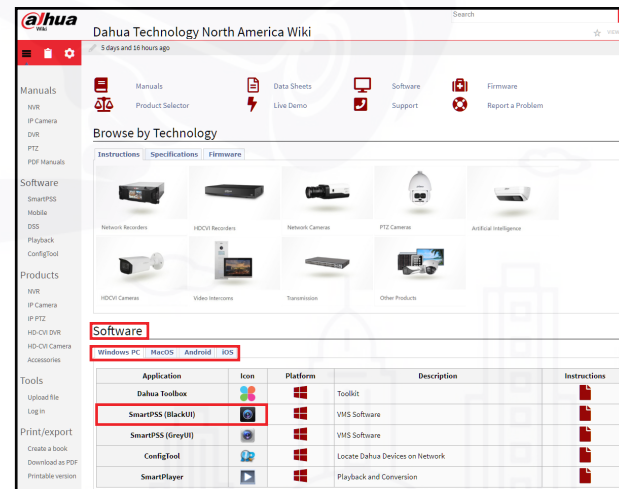 alhua
Wiki
Search
Dahua Technology North America Wiki
5 days and 16 hours ago
Manuals
Data Sheets
Software
Firmware
Product Selector
Live Demo
Support
Report a Problem
Manuals
NVR
IP Camera
DVR
PTZ
PDF Manuals
Software
SmartPSS
Mobile
DSS
Playback
ConfigTool
Products
NVR
IP Camera
IP PTZ
HD-CVI DVR
HD-CVI Camera
Accessories
Tools
Upload file
Log in
Print/export
Create a book
Download as PDF
Printable version
Browse by Technology
Instructions Specifications Firmware
Network Recorders HDCVI Recorders Network Cameras PTZ Cameras Artificial Intelligence
HDCVI Cameras Video Intercoms Transmission Other Products
Software
Windows PC MacOS Android iOS
Application Icon Platform Description Instructions
Dahua Toolbox Toolkit
SmartPSS (BlackUI) VMS Software
SmartPSS (GreyUI) VMS Software
ConfigTool Locate Dahua Devices on Network
SmartPlayer Playback and Conversion